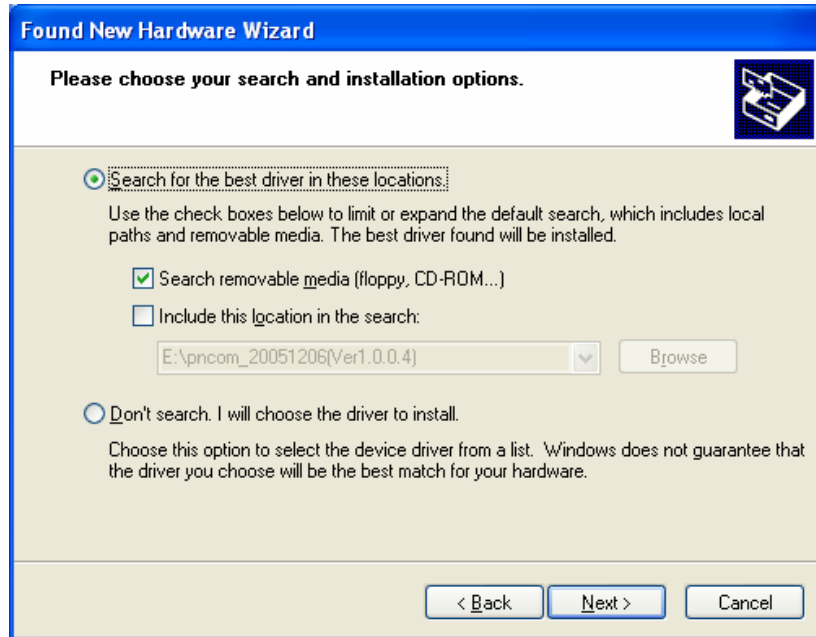 Found New Hardware Wizard
Please choose your search and installation options.
Search for the best driver in these locations.
Use the check boxes below to limit or expand the default search, which includes local
paths and removable media. The best driver found will be installed.
Search removable media (floppy, CD-ROM...)
Include this location in the search:
E:\pncom_20051206(Ver1.0.0.4)
Browse
Don't search. I will choose the driver to install.
Choose this option to select the device driver from a list.  Windows does not guarantee that
the driver you choose will be the best match for your hardware.
< Back
Next >
Cancel